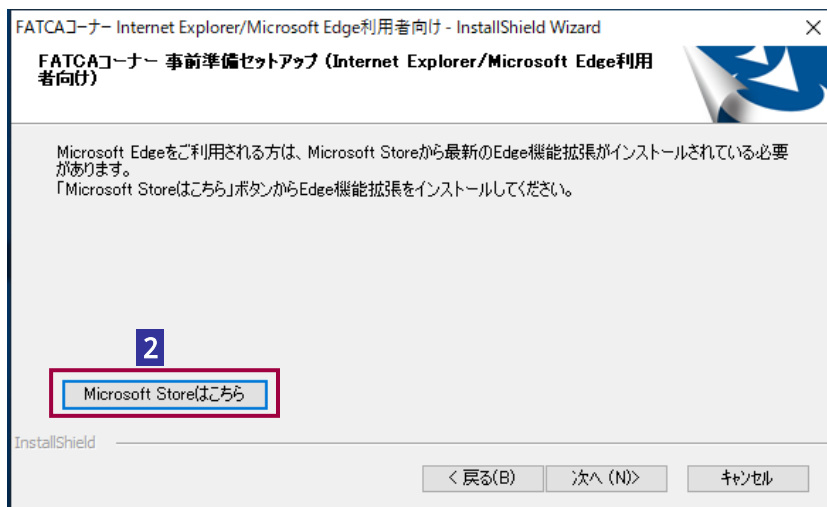 FATCAコーナー Internet Explorer/Microsoft Edge利用者向け - InstallShield Wizard
FATCAコーナー 事前準備セットアップ (Internet Explorer/Microsoft Edge利用
者向け)
Microsoft Edgeをご利用される方は、Microsoft Storeから最新のEdge機能拡張がインストールされている必要
があります。
「Microsoft Storeはこちら」ボタンからEdge機能拡張をインストールしてください。
2
Microsoft Storeはこちら
InstallShield
< 戻る(B)
次へ (N)>
キャンセル